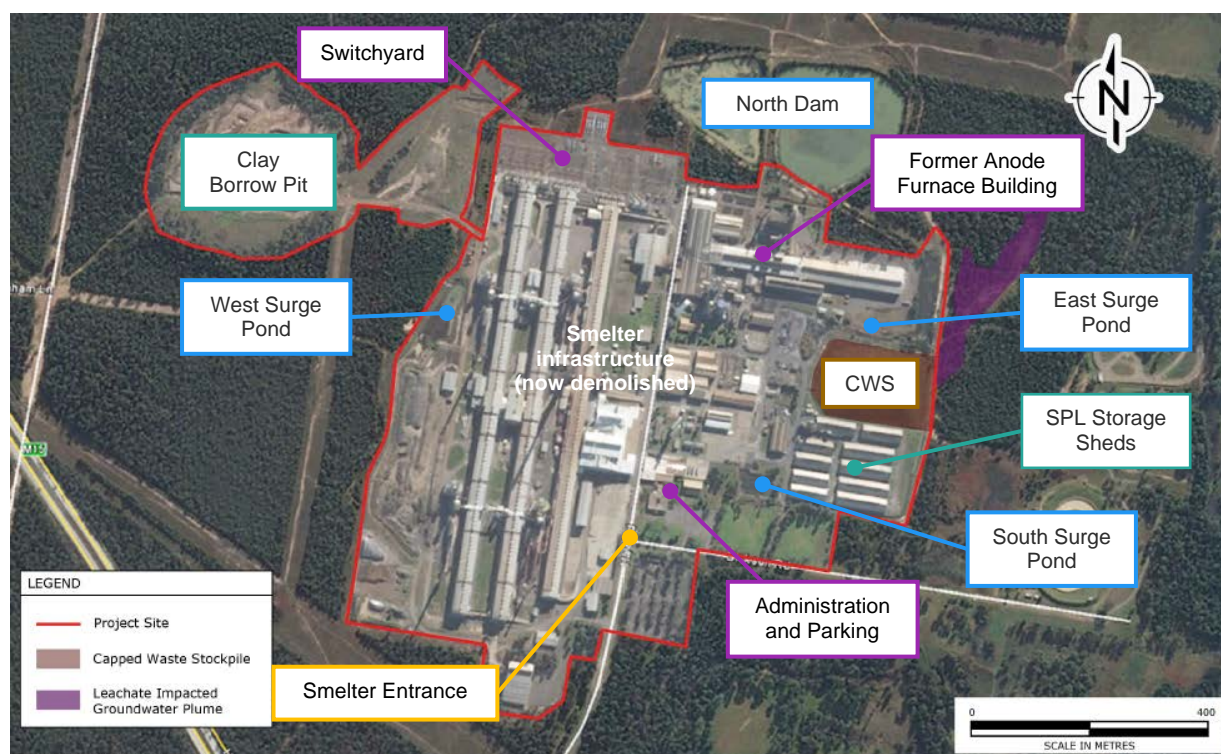 Switchyard
North Dam
N
Clay
Borrow Pit
Former Anode
Furnace Building
West Surge
Pond
East Surge
Pond
Smelter
infrastructure
(now demolished)
CWS
SPL Storage
Sheds
M15
South Surge
Pond
LEGEND
Project Site
Capped Waste Stockpile
Leachate Impacted
Groundwater Plume
Administration
and Parking
Smelter Entrance
0
400
SCALE IN METRES